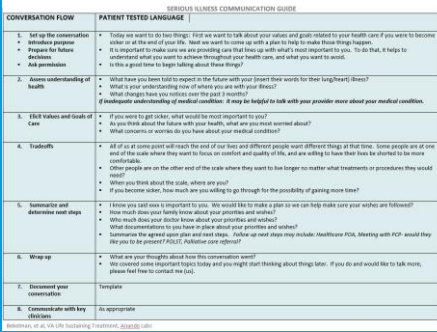 SERIOUS ILLNESS COMMUNICATION GUIDE
CONVERSATION FLOW
PATIENT TESTED LANGUAGE
1. Set up the conversation
• Introduce purpose
• Prepare for future
decisions
• Ask permission
• Today we want to do two things: First we want to talk about your values and goals related to your health care if you were to become
sicker or at the end of your life. Next we want to come up with a plan to help to make those things happen.
• It is important to make sure we are providing care that lines up with what's most important to you. To do that, it helps to
understand what you want to achieve throughout your health care, and what you want to avoid.
• Is this a good time to begin talking about these things?
2. Assess understanding of
health
• What have you been told to expect in the future with your (insert their words for their lung/heart) illness?
• What is your understanding now of where you are with your illness?
• What changes have you notices over the past 3 months?
If inadequate understanding of medical condition: it may be helpful to talk with your provider more about your medical condition.
3. Elicit Values and Goals of
Care
• If you were to get sicker, what would be most important to you?
• As you think about the future with your health, what are you most worried about?
• What concerns or worries do you have about your medical condition?
4. Tradeoffs
• All of us at some point will reach the end of our lives and different people want different things at that time. Some people are at one
end of the scale where they want to focus on comfort and quality of life, and are willing to have their lives be shorted to be more
comfortable.
• Other people are on the other end of the scale where they want to live longer no matter what treatments or procedures they would
need?
• When you think about the scale, where are you?
• If you become sicker, how much are you willing to go through for the possibility of gaining more time?
5. Summarize and
determine next steps
• I know you said xxxx is important to you. We would like to make a plan so we can help make sure your wishes are followed?
• How much does your family know about your priorities and wishes?
• Who much does your doctor know about your priorities and wishes?
• What documentations to you have in place about your priorities and wishes?
• Summarize the agreed upon plan and next steps. Follow up next steps may include: Healthcare POA, Meeting with PCP- would they
like you to be present? POLST, Palliative care referral?
6. Wrap up
• What are your thoughts about how this conversation went?
• We covered some important topics today and you might start thinking about things later. If you do and would like to talk more,
please feel free to contact me (us).
7. Document your
conversation
Template
8. Communicate with key
clinicians
As appropriate
Bekelman, et al, VA Life Sustaining Treatment, Ariandy Labs